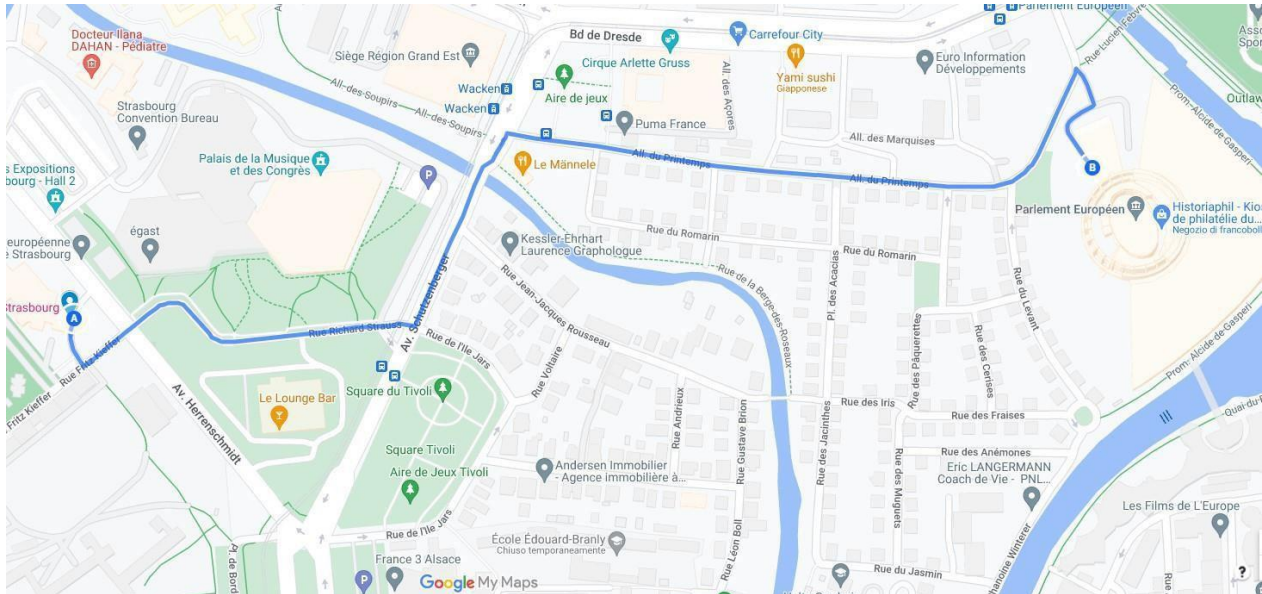 Docteur Ilana
DAHAN - Pédiatre
Siège Région Grand Est
Bd de Dresde
Carrefour City
Parlement Européen
Rue Lucien Febvre
Cirque Arlette Gruss
Yami sushi
Giapponese
Euro Information
Développements
Wacken
Wacken
Aire de jeux
All. des Açores
All.-des-Soupirs
All.-des-Soupirs
Strasbourg
Convention Bureau
Puma France
All. des Marquises
Outlaw
Prom. Alcide de Gasperi
Palais de la Musique
et des Congrès
P
Le Männele
All. du Printemps
All. du Printemps
B
s Expositions
bourg - Hall 2
égast
européenne
e Strasbourg
Kessler-Ehrhart
Laurence Graphologue
Rue du Romarin
Rue du Romarin
Parlement Européen
Historiaphil - Kio
de philatélie du...
Negozio di francoboll
Rue de la Berge-des-Roseaux
Pl. des Acacias
Rue du Levant
Strasbourg
A
Rue Fritz Kieffer
Fritz Kieffer
Rue Richard Strauss
Av. Schutzenberger
Rue Jean-Jacques Rousseau
Rue de l'Ile Jars
Rue Voltaire
Rue des Pâquerettes
Rue des Cerises
Prom. Alcide de Gasperi
Av. Herrenschmidt
Le Lounge Bar
Square du Tivoli
Rue Andrieux
Rue Gustave Brion
Rue des Iris
Rue des Fraises
Rue des Jacinthes
Square Tivoli
Aire de Jeux Tivoli
Andersen Immobilier
- Agence immobilière à...
Rue des Anémones
Eric LANGERMANN
Coach de Vie - PNL...
Rue des Muguets
Les Films de L'Europe
Rue de l'Ile Jars
École Édouard-Branly
Chiuso temporaneamente
Rue Léon Boll
Rue du Jasmin
Pl. de Bord
P
France 3 Alsace
Google My Maps
?